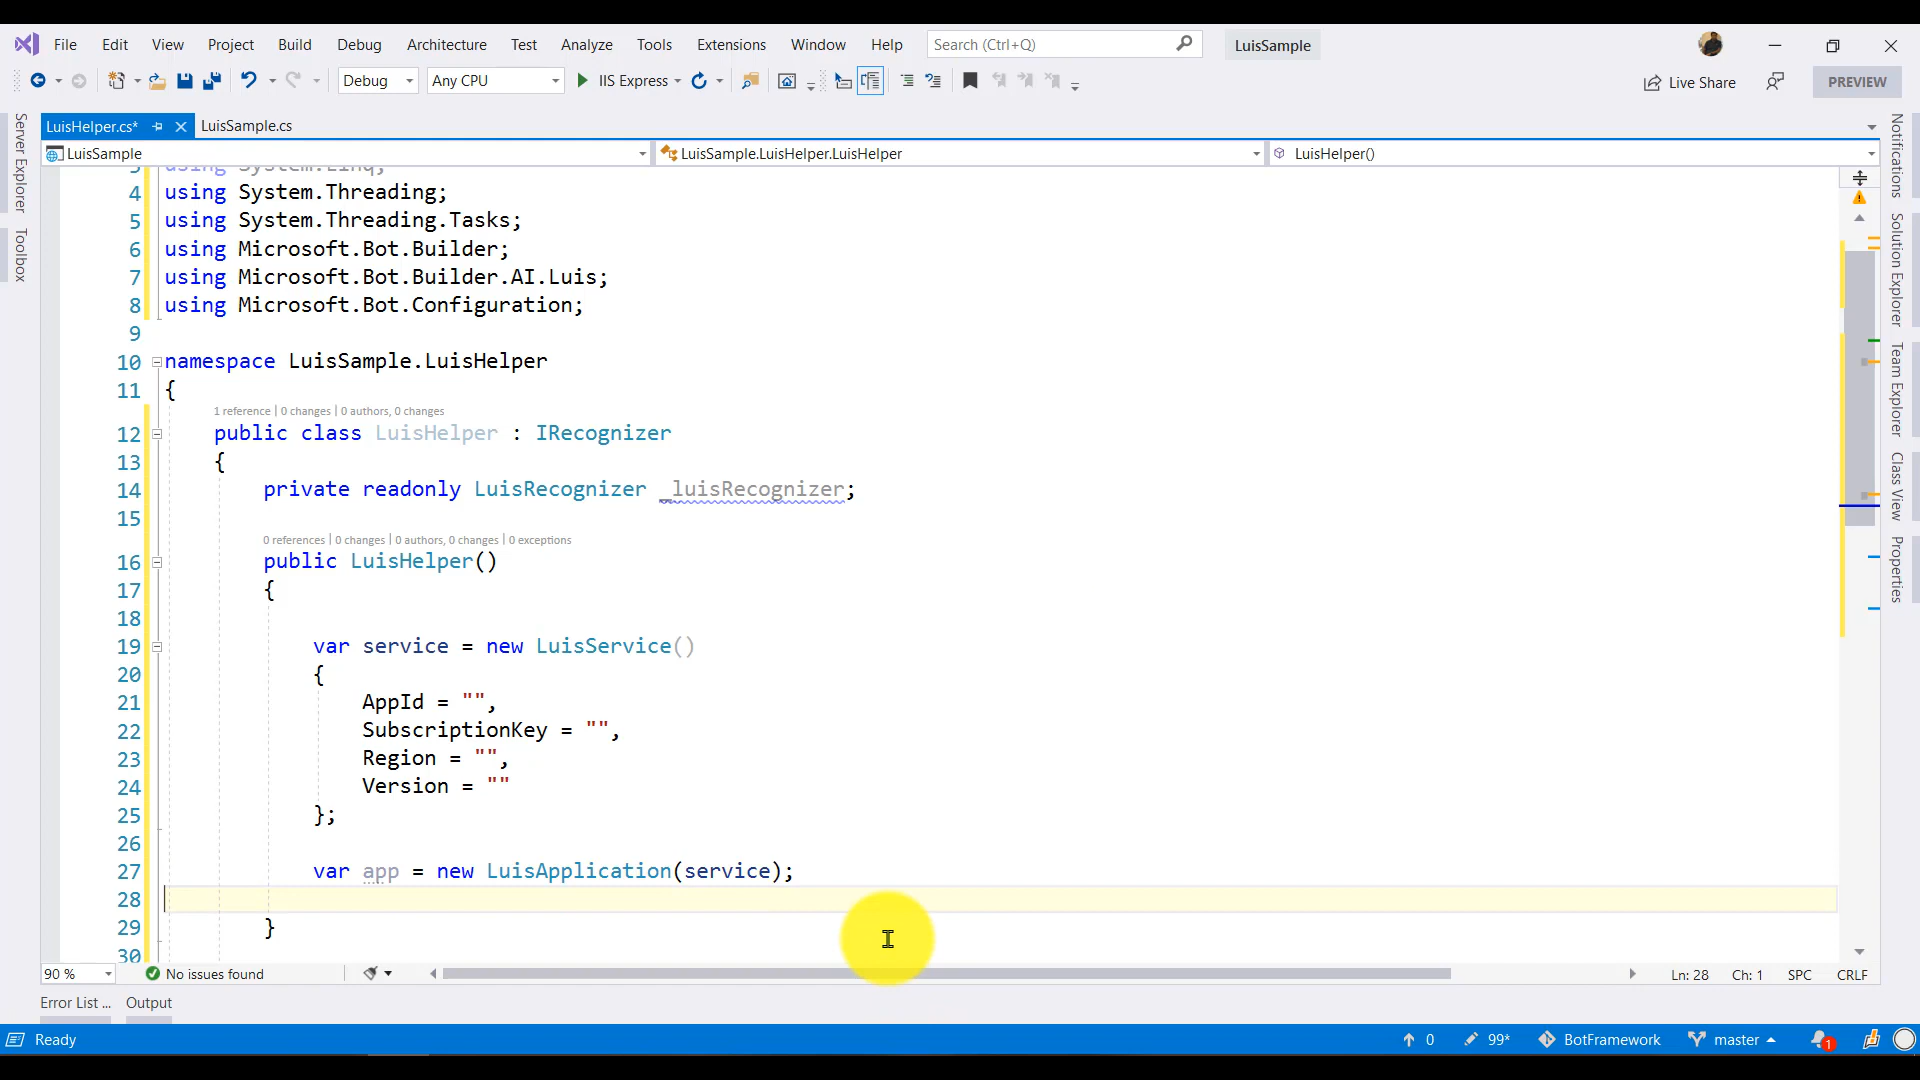 File Edit View Project Build Debug Architecture Test Analyze Tools Extensions Window Help Search (Ctrl+Q) LuisSample
Debug Any CPU IIS Express Live Share PREVIEW
LuisHelper.cs* LuisSample.cs
LuisSample LuisSample.LuisHelper.LuisHelper LuisHelper()
Server Explorer
Toolbox
using System.Linq;
4 using System.Threading;
5 using System.Threading.Tasks;
6 using Microsoft.Bot.Builder;
7 using Microsoft.Bot.Builder.AI.Luis;
8 using Microsoft.Bot.Configuration;
9
10 namespace LuisSample.LuisHelper
11 {
1 reference | 0 changes | 0 authors, 0 changes
12 public class LuisHelper : IRecognizer
13 {
14 private readonly LuisRecognizer _luisRecognizer;
15
0 references | 0 changes | 0 authors, 0 changes | 0 exceptions
16 public LuisHelper()
17 {
18
19 var service = new LuisService()
20 {
21 AppId = "",
22 SubscriptionKey = "",
23 Region = "",
24 Version = ""
25 };
26
27 var app = new LuisApplication(service);
28
29 }
30
Notifications
Solution Explorer
Team Explorer
Class View
Properties
90 % No issues found Ln: 28 Ch: 1 SPC CRLF
Error List ... Output
Ready 0 99* BotFramework master 1